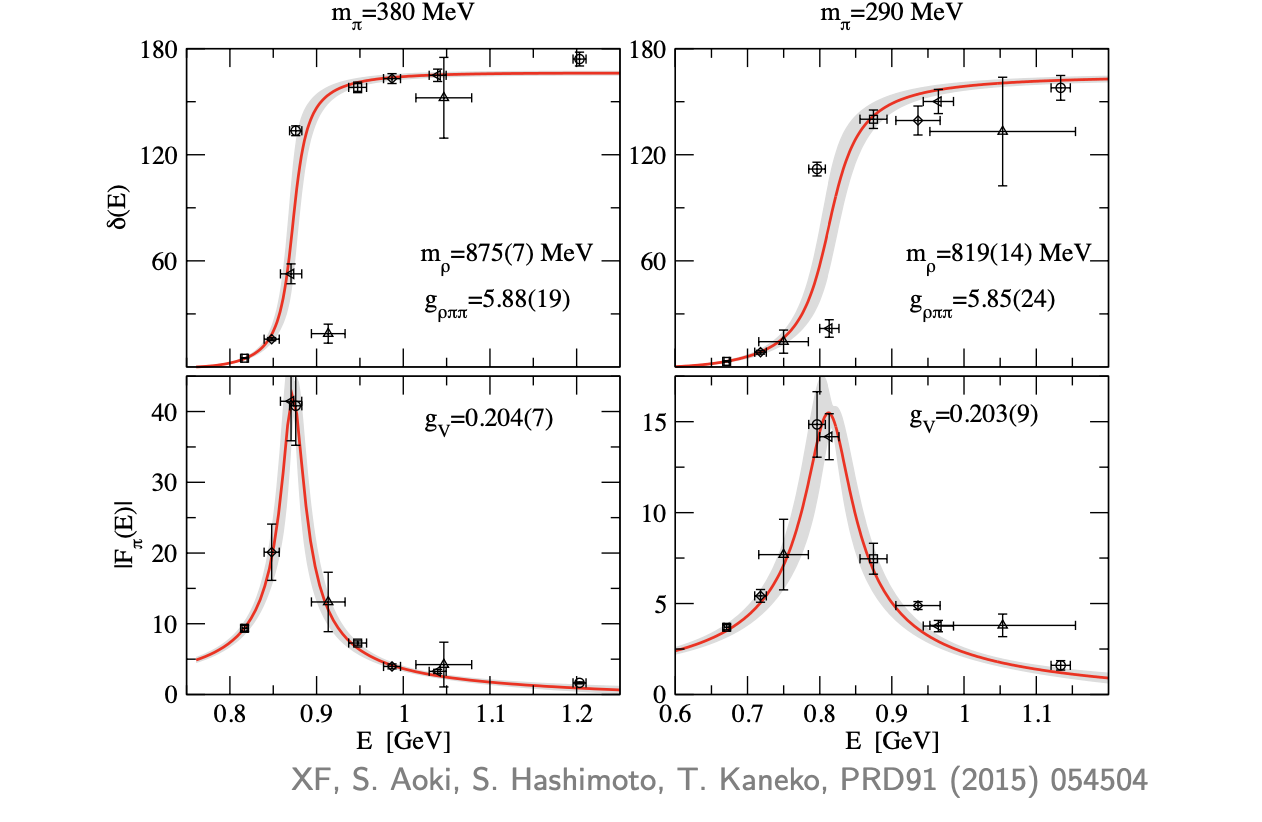 m_π=380 MeV
m_π=290 MeV
180
120
60
δ(E)
m_ρ=875(7) MeV
g_ρππ=5.88(19)
180
120
60
m_ρ=819(14) MeV
g_ρππ=5.85(24)
40
30
20
10
0
|F_π(E)|
g_V=0.204(7)
15
10
5
0
g_V=0.203(9)
0.8 0.9 1 1.1 1.2
E [GeV]
0.6 0.7 0.8 0.9 1 1.1
E [GeV]
XF, S. Aoki, S. Hashimoto, T. Kaneko, PRD91 (2015) 054504